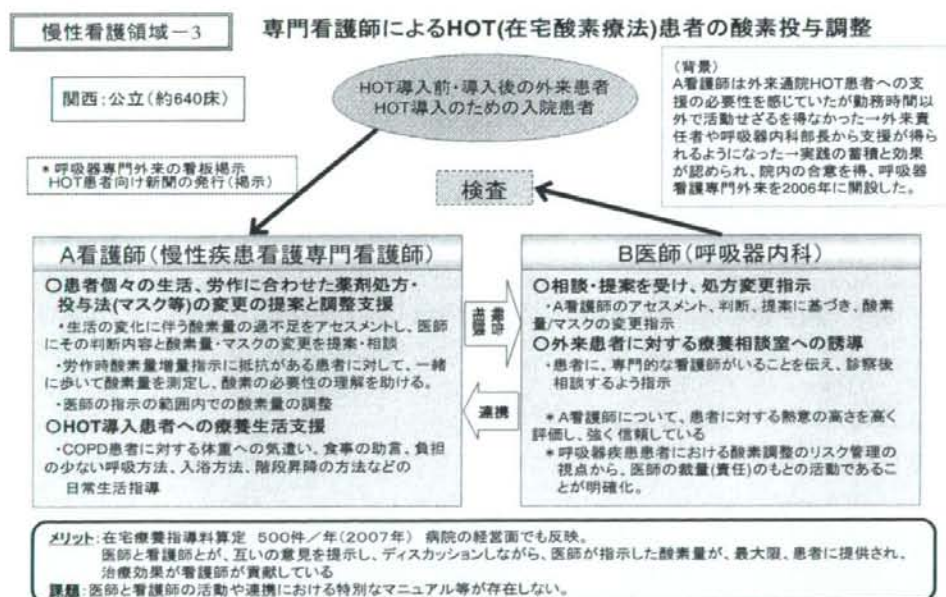 慢性看護領域－3
専門看護師によるHOT(在宅酸素療法)患者の酸素投与調整
関西：公立(約640床)
HOT導入前・導入後の外来患者
HOT導入のための入院患者
（背景）
A看護師は外来通院HOT患者への支
援の必要性を感じていたが勤務時間以
外で活動せざるを得なかった→外来責
任者や呼吸器内科部長から支援が得ら
れるようになった→実践の蓄積と効果
が認められ、院内の合意を得、呼吸器
看護専門外来を2006年に開設した。
＊呼吸器専門外来の看板掲示
HOT患者向け新聞の発行(掲示)
検査
A看護師(慢性疾患看護専門看護師)
○患者個々の生活、労作に合わせた薬剤処方・
投与法(マスク等)の変更の提案と調整支援
・生活の変化に伴う酸素量の過不足をアセスメントし、医師
にその判断内容と酸素量・マスクの変更を提案・相談
・労作時酸素量増量指示に抵抗がある患者に対して、一緒
に歩いて酸素量を測定し、酸素の必要性の理解を助ける。
・医師の指示の範囲内での酸素量の調整
○HOT導入患者への療養生活支援
・COPD患者に対する体重への気遣い、食事の助言、負担
の少ない呼吸方法、入浴方法、階段昇降の方法などの
日常生活指導
報告
相談
連携
B医師(呼吸器内科)
○相談・提案を受け、処方変更指示
・A看護師のアセスメント、判断、提案に基づき、酸素
量/マスクの変更指示
○外来患者に対する療養相談室への誘導
・患者に、専門的な看護師がいることを伝え、診察後
相談するよう指示
＊A看護師について、患者に対する熱意の高さを高く
評価し、強く信頼している
＊呼吸器疾患患者における酸素調整のリスク管理の
視点から、医師の裁量(責任)のもとの活動であるこ
とが明確化。
メリット：在宅療養指導料算定　500件／年(2007年)　病院の経営面でも反映。
医師と看護師とが、互いの意見を提示し、ディスカッションしながら、医師が指示した酸素量が、最大限、患者に提供され、
治療効果が看護師が貢献している
課題：医師と看護師の活動や連携における特別なマニュアル等が存在しない。